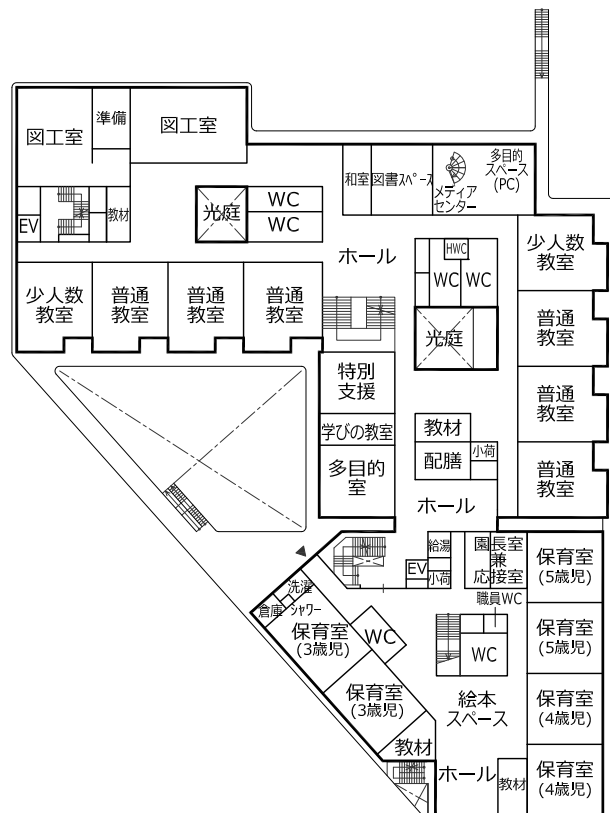 準備
図工室
図工室
EV
教材
光庭
WC
WC
和室
図書スペース
メディア
センター
多目的
スペース
(PC)
ホール
HWC
WC
WC
少人数
教室
少人数
教室
普通
教室
普通
教室
普通
教室
光庭
普通
教室
普通
教室
普通
教室
特別
支援
学びの教室
多目的
室
教材
配膳
小荷
ホール
給湯
小荷
EV
園長室
兼
応接室
職員WC
保育室
(5歳児)
保育室
(5歳児)
保育室
(4歳児)
保育室
(4歳児)
洗濯
倉庫
シャワー
保育室
(3歳児)
WC
WC
保育室
(3歳児)
絵本
スペース
教材
ホール
教材